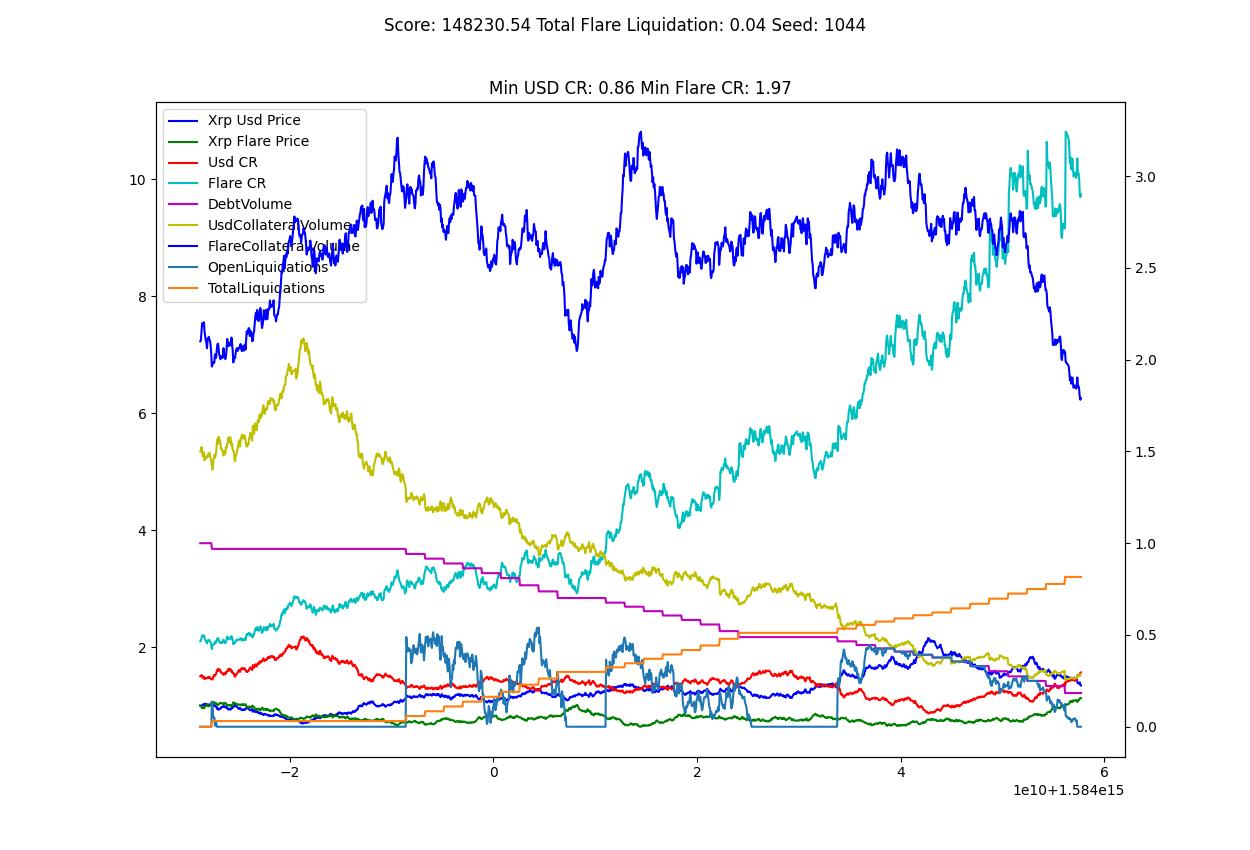 Score: 148230.54 Total Flare Liquidation: 0.04 Seed: 1044
Min USD CR: 0.86 Min Flare CR: 1.97
Xrp Usd Price
Xrp Flare Price
Usd CR
Flare CR
DebtVolume
UsdCollateralVolume
FlareCollateralVolume
OpenLiquidations
TotalLiquidations
10
8
6
4
2
3.0
2.5
2.0
1.5
1.0
0.5
0.0
−2
0
2
4
6
1e10+1.584e15